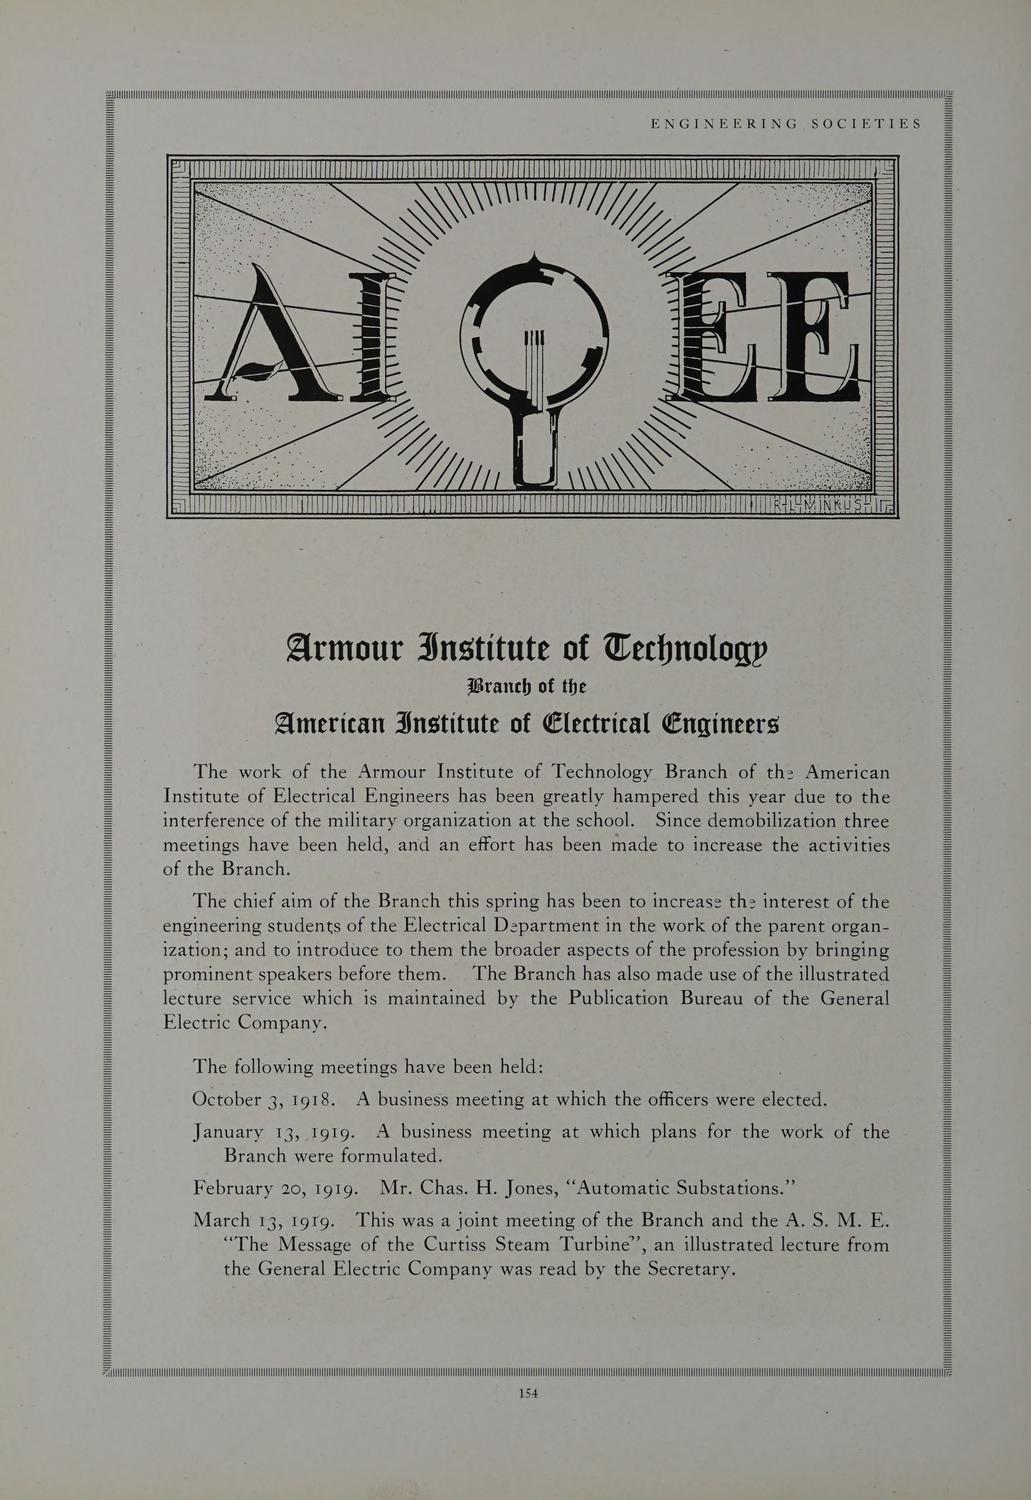 ENGINEERING SOCIETIES
AI EE
R-L-MINKUS-
Armour Institute of Technology
Branch of the
American Institute of Electrical Engineers
The work of the Armour Institute of Technology Branch of the American
Institute of Electrical Engineers has been greatly hampered this year due to the
interference of the military organization at the school. Since demobilization three
meetings have been held, and an effort has been made to increase the activities
of the Branch.
The chief aim of the Branch this spring has been to increase the interest of the
engineering students of the Electrical Department in the work of the parent organ-
ization; and to introduce to them the broader aspects of the profession by bringing
prominent speakers before them. The Branch has also made use of the illustrated
lecture service which is maintained by the Publication Bureau of the General
Electric Company.
The following meetings have been held:
October 3, 1918. A business meeting at which the officers were elected.
January 13, 1919. A business meeting at which plans for the work of the
Branch were formulated.
February 20, 1919. Mr. Chas. H. Jones, “Automatic Substations.”
March 13, 1919. This was a joint meeting of the Branch and the A. S. M. E.
“The Message of the Curtiss Steam Turbine”, an illustrated lecture from
the General Electric Company was read by the Secretary.
154